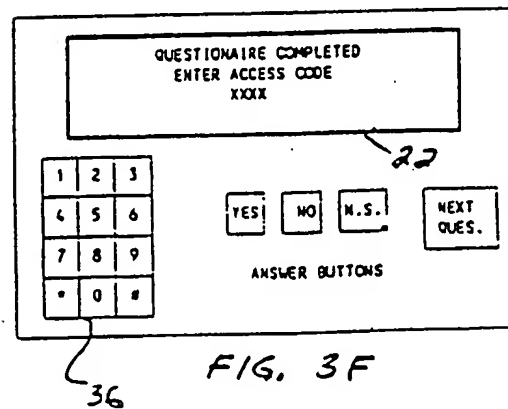 QUESTIONAIRE COMPLETED
ENTER ACCESS CODE
XXXX
22
1 2 3
4 5 6
7 8 9
* 0 #
YES NO N.S. NEXT QUES.
ANSWER BUTTONS
36
FIG. 3F